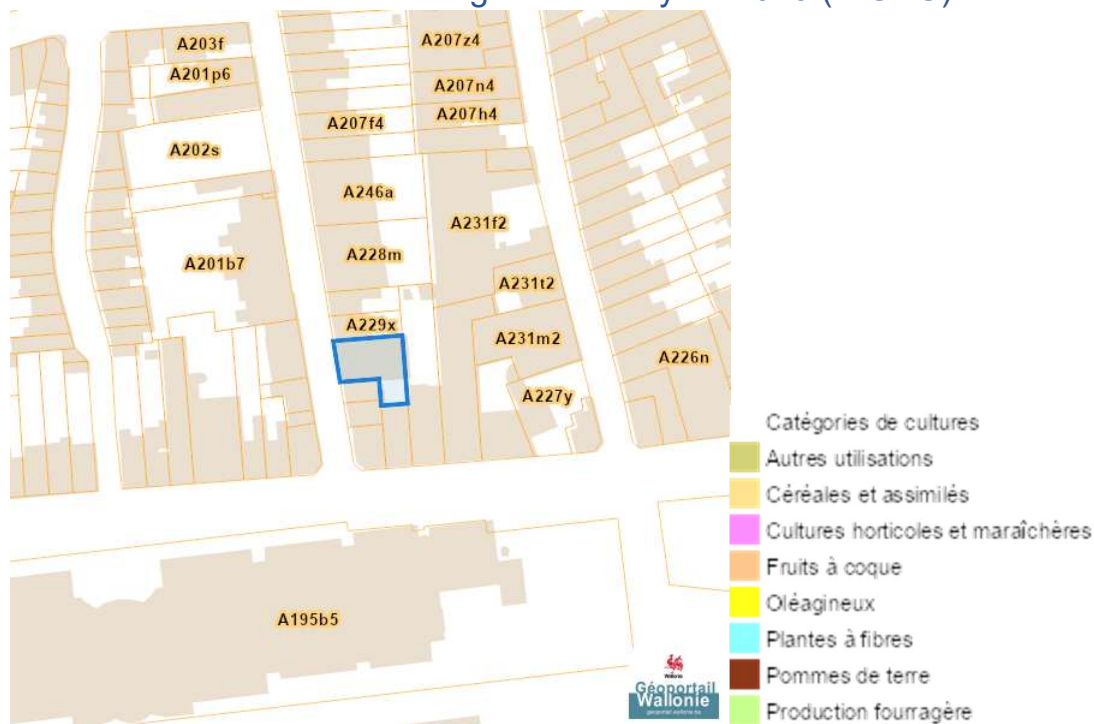 A203f
A207z4
A201p6
A207n4
A207h4
A207f4
A202s
A246a
A231f2
A228m
A201b7
A231t2
A229x
A231m2
A226n
A227y
A195b5
Wallonie
Géoportail
Wallonie
Catégories de cultures
Autres utilisations
Céréales et assimilés
Cultures horticoles et maraîchères
Fruits à coque
Oléagineux
Plantes à fibres
Pommes de terre
Production fourragère